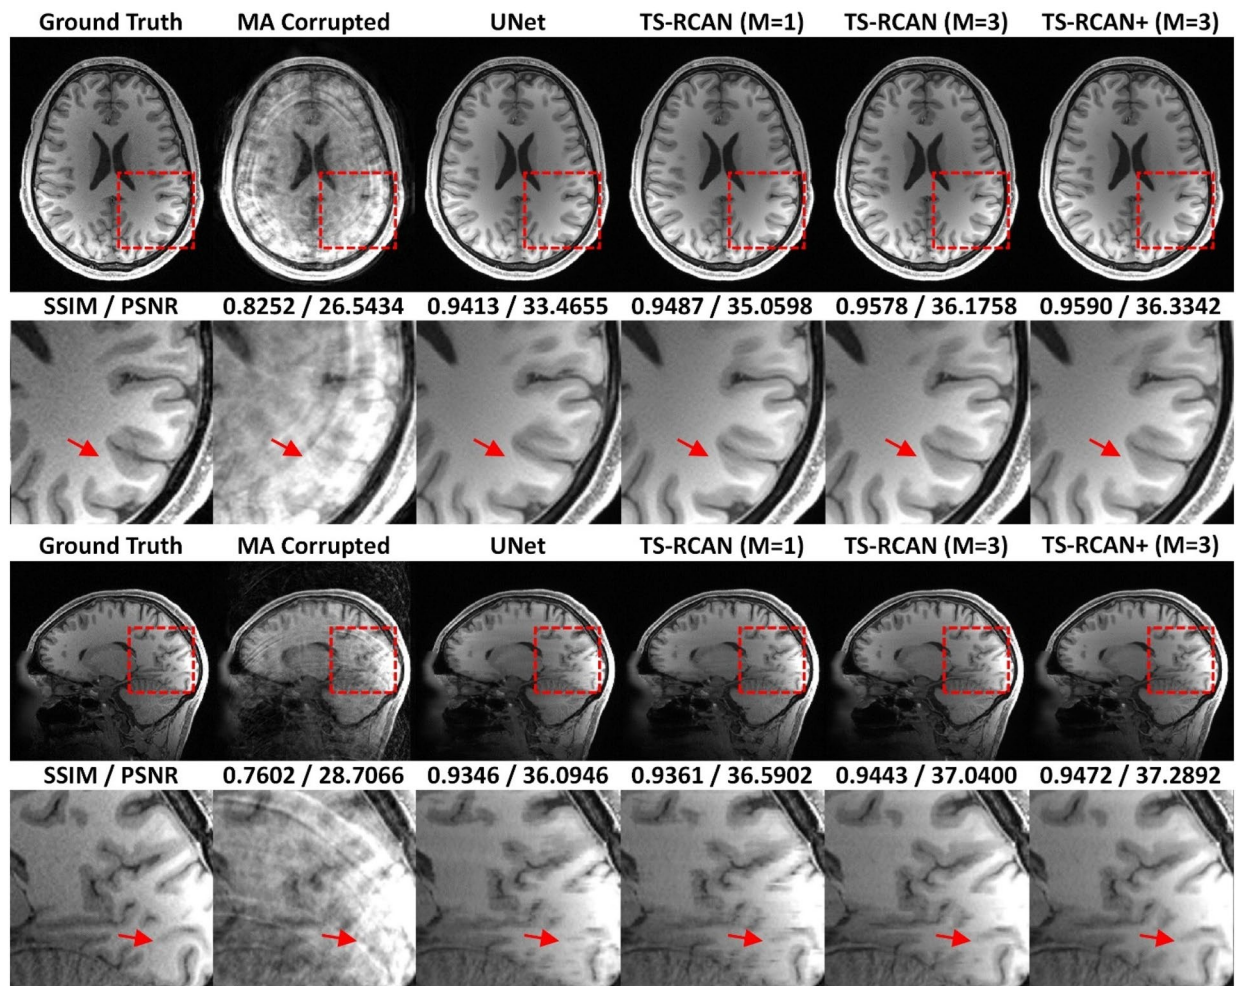 Ground Truth MA Corrupted UNet TS-RCAN (M=1) TS-RCAN (M=3) TS-RCAN+ (M=3)
SSIM / PSNR 0.8252 / 26.5434 0.9413 / 33.4655 0.9487 / 35.0598 0.9578 / 36.1758 0.9590 / 36.3342
Ground Truth MA Corrupted UNet TS-RCAN (M=1) TS-RCAN (M=3) TS-RCAN+ (M=3)
SSIM / PSNR 0.7602 / 28.7066 0.9346 / 36.0946 0.9361 / 36.5902 0.9443 / 37.0400 0.9472 / 37.2892